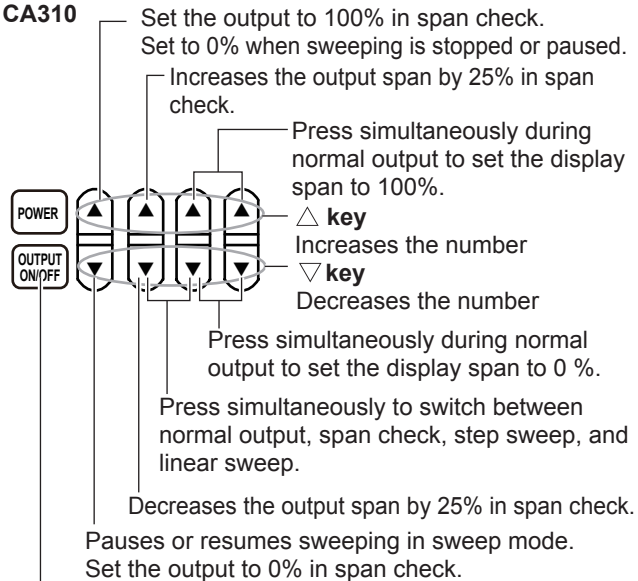 CA310
Set the output to 100% in span check.
Set to 0% when sweeping is stopped or paused.
Increases the output span by 25% in span
check.
Press simultaneously during
normal output to set the display
span to 100%.
POWER
△ key
Increases the number
OUTPUT
ON/OFF
▽ key
Decreases the number
Press simultaneously during normal
output to set the display span to 0 %.
Press simultaneously to switch between
normal output, span check, step sweep, and
linear sweep.
Decreases the output span by 25% in span check.
Pauses or resumes sweeping in sweep mode.
Set the output to 0% in span check.